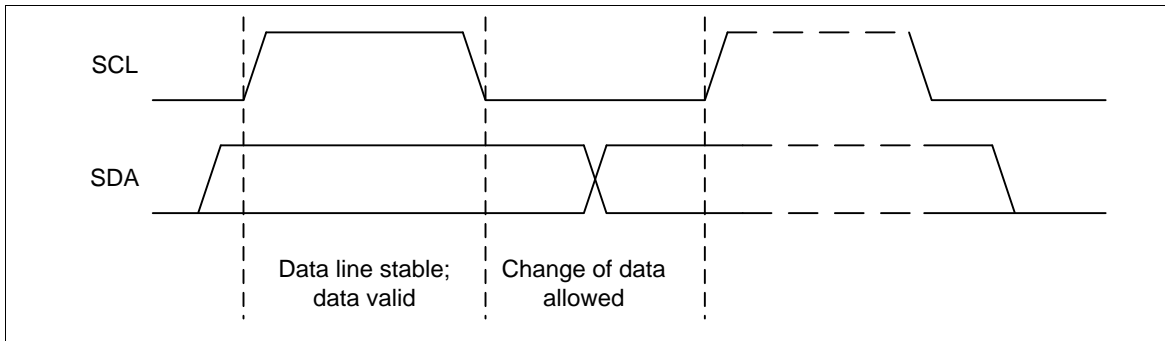 SCL
SDA
Data line stable;
data valid
Change of data
allowed